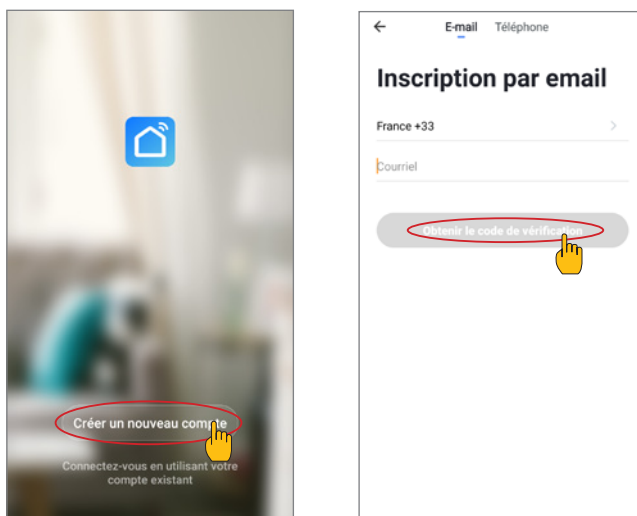 Créer un nouveau compte
Connectez-vous en utilisant votre
compte existant
E-mail Téléphone
Inscription par email
France +33
Courriel
Obtenir le code de vérification